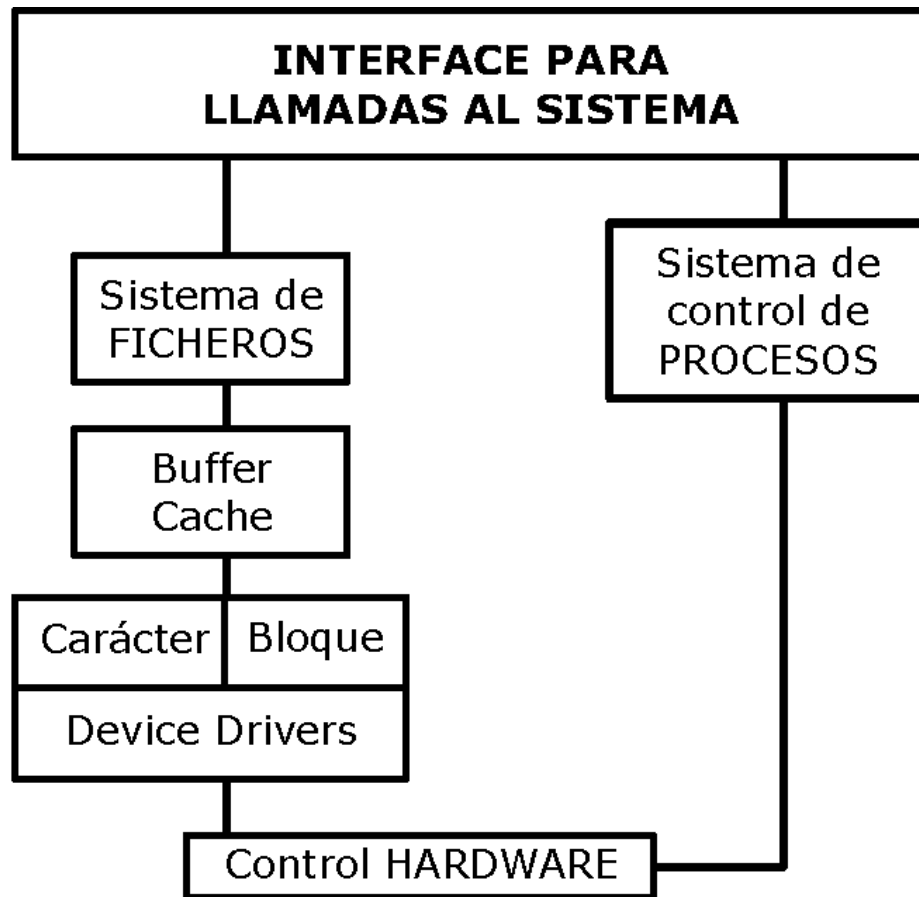 INTERFACE PARA
LLAMADAS AL SISTEMA
Sistema de
FICHEROS
Sistema de
control de
PROCESOS
Buffer
Cache
Carácter
Bloque
Device Drivers
Control HARDWARE